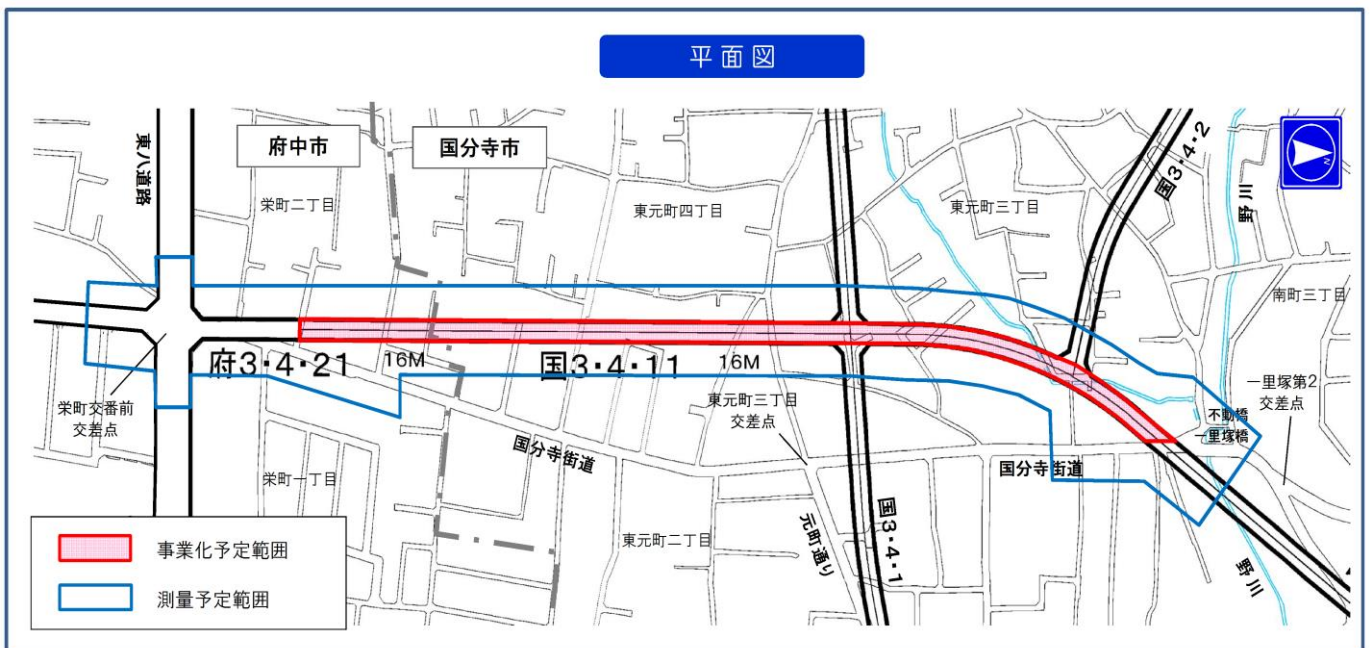 平面図
東八道路
府中市
国分寺市
栄町二丁目
東元町四丁目
東元町三丁目
国3・4・2
野川
N
南町三丁目
府3・4・21
16M
国3・4・11
16M
栄町交番前
交差点
東元町三丁目
交差点
一里塚第2
交差点
不動橋
一里塚橋
国分寺街道
国分寺街道
栄町一丁目
東元町二丁目
元町通り
国3・4・1
野川
事業化予定範囲
測量予定範囲